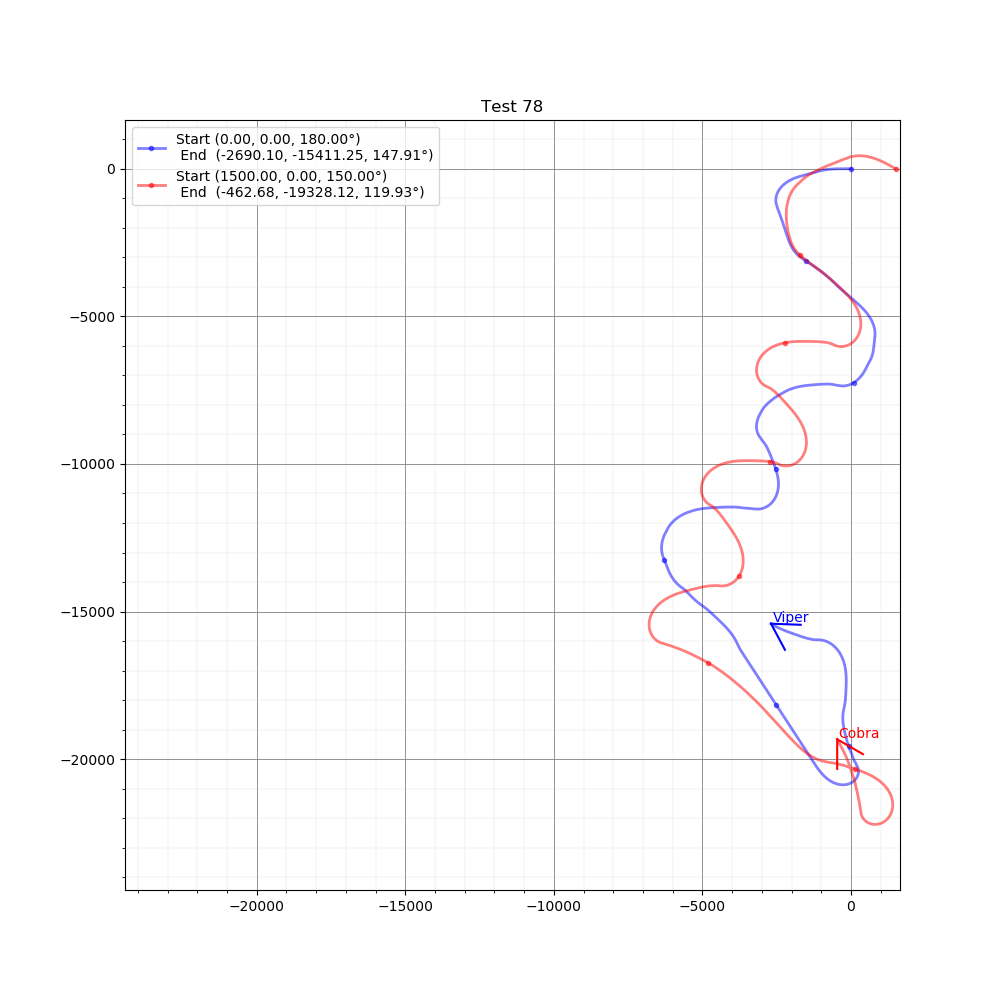 Test 78
Start (0.00, 0.00, 180.00°)
End  (-2690.10, -15411.25, 147.91°)
Start (1500.00, 0.00, 150.00°)
End  (-462.68, -19328.12, 119.93°)
0
−5000
−10000
−15000
−20000
Viper
Cobra
−20000
−15000
−10000
−5000
0